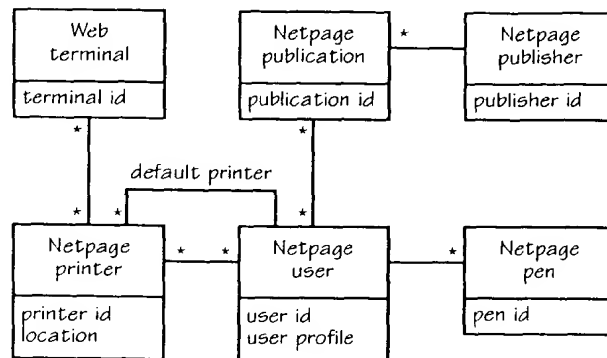 Web
terminal
terminal id
Netpage
publication
publication id
*
Netpage
publisher
publisher id
*
*
default printer
*
*
*
Netpage
printer
printer id
location
*
*
Netpage
user
user id
user profile
*
Netpage
pen
pen id